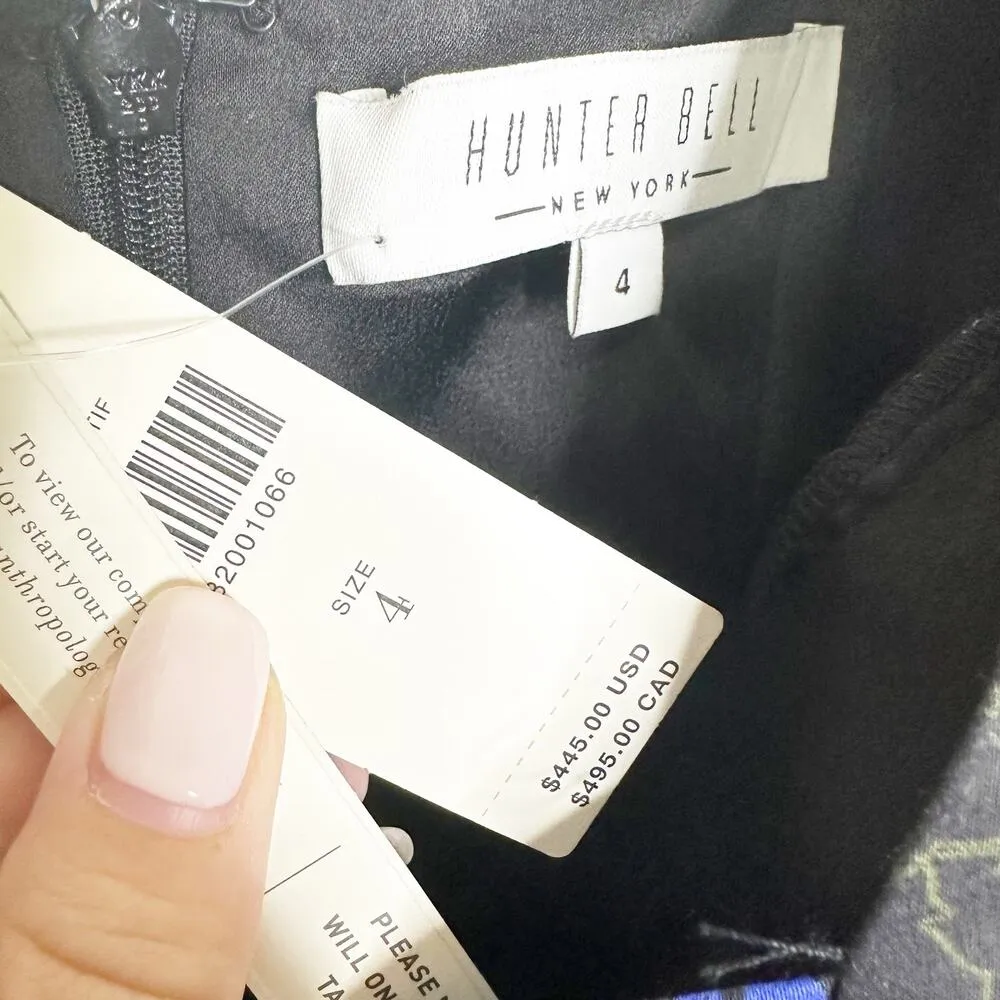 HUNTER BELL
NEW YORK
4
32001066
SIZE
4
$445.00 USD
$495.00 CAD
To view our com
/or start your re
nthropolog
PLEASE
WILL ON
TA
YKK